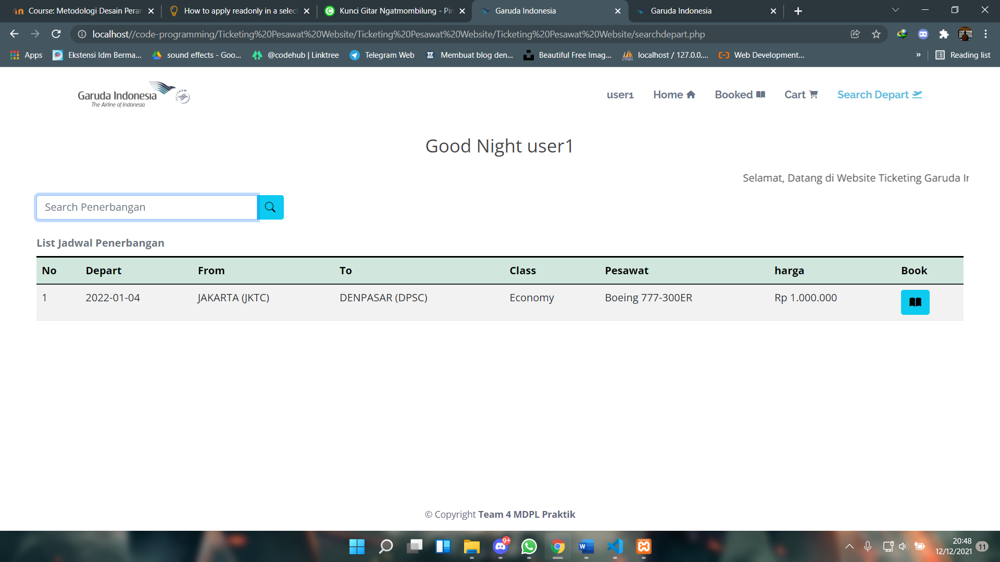 Course: Metodologi Desain Peran
How to apply readonly in a select
Kunci Gitar Ngatmombilung - Pin
Garuda Indonesia
Garuda Indonesia
localhost//code-programming/Ticketing%20Pesawat%20Website/Ticketing%20Pesawat%20Website/Ticketing%20Pesawat%20Website/searchdepart.php
Apps
Ekstensi Idm Berma...
sound effects - Goo...
@codehub | Linktree
Telegram Web
Membuat blog den...
Beautiful Free Imag...
localhost / 127.0.0....
Web Development...
»
Reading list
Garuda Indonesia
The Airline of Indonesia
user1
Home
Booked
Cart
Search Depart
Good Night user1
Selamat, Datang di Website Ticketing Garuda In
Search Penerbangan
List Jadwal Penerbangan
No Depart From To Class Pesawat harga Book
1 2022-01-04 JAKARTA (JKTC) DENPASAR (DPSC) Economy Boeing 777-300ER Rp 1.000.000
© Copyright Team 4 MDPL Praktik
9+
20:48
12/12/2021
11